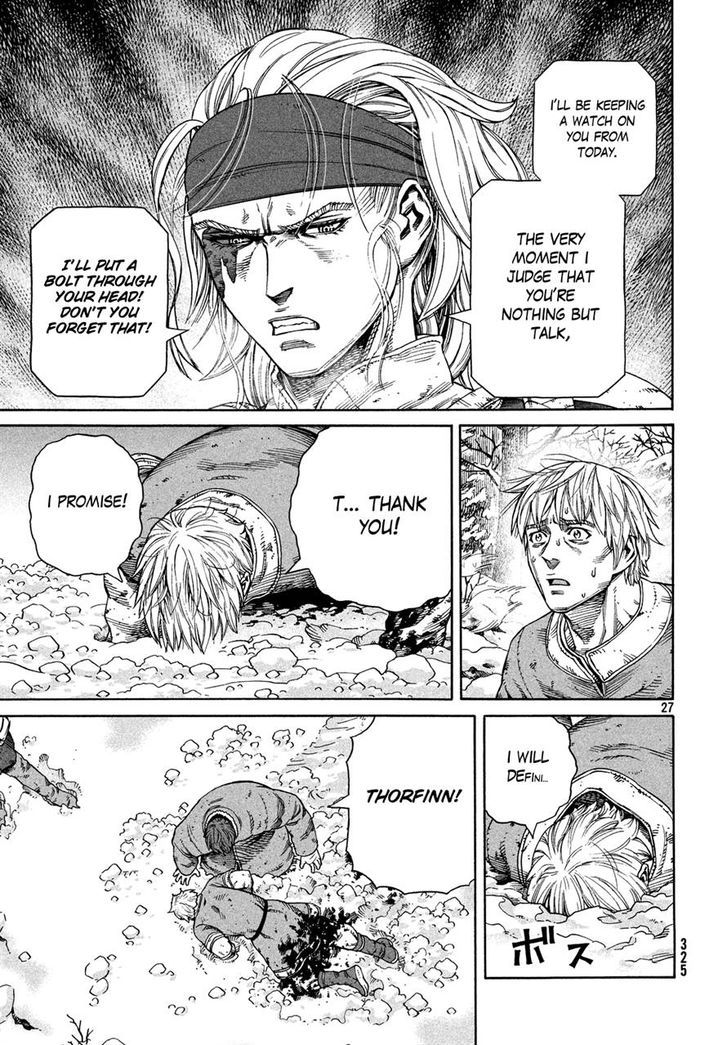 I'LL BE KEEPING
A WATCH ON
YOU FROM
TODAY.
THE VERY
MOMENT I
JUDGE THAT
YOU'RE
NOTHING BUT
TALK,
I'LL PUT A
BOLT THROUGH
YOUR HEAD!
DON'T YOU
FORGET THAT!
T... THANK
YOU!
I PROMISE!
27
I WILL
DEFINI..
ボス
THORFINN!
325